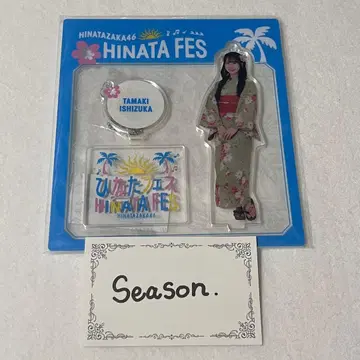 HINATAZAKA46
HINATA FES
TAMAKI
ISHIZUKA
ひなたフェス
HINATA FES
HINATAZAKA46
Season.